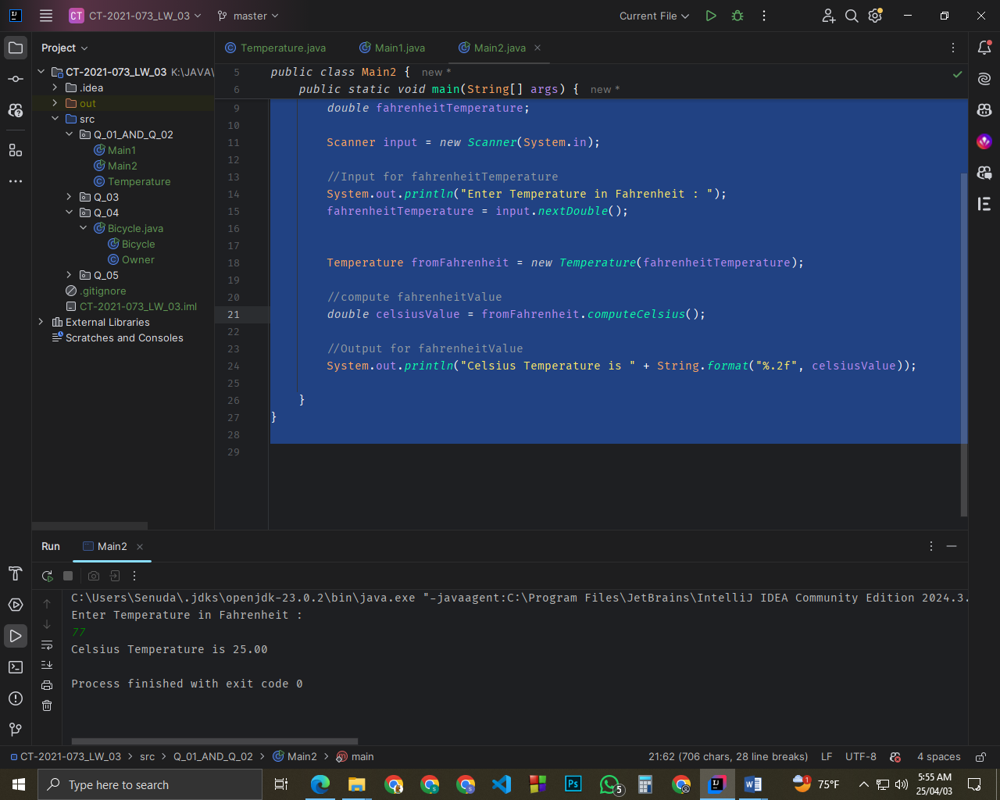 CT CT-2021-073_LW_03 master Current File
Project
Temperature.java Main1.java Main2.java
CT-2021-073_LW_03 K:\JAVA\
.idea
out
src
Q_01_AND_Q_02
Main1
Main2
Temperature
Q_03
Q_04
Bicycle.java
Bicycle
Owner
Q_05
.gitignore
CT-2021-073_LW_03.iml
External Libraries
Scratches and Consoles
5 public class Main2 { new *
6 public static void main(String[] args) { new *
9 double fahrenheitTemperature;
10
11 Scanner input = new Scanner(System.in);
12
13 //Input for fahrenheitTemperature
14 System.out.println("Enter Temperature in Fahrenheit : ");
15 fahrenheitTemperature = input.nextDouble();
16
17
18 Temperature fromFahrenheit = new Temperature(fahrenheitTemperature);
19
20 //compute fahrenheitValue
21 double celsiusValue = fromFahrenheit.computeCelsius();
22
23 //Output for fahrenheitValue
24 System.out.println("Celsius Temperature is " + String.format("%.2f", celsiusValue));
25
26 }
27 }
28
29
Run Main2
C:\Users\Senuda\.jdks\openjdk-23.0.2\bin\java.exe "-javaagent:C:\Program Files\JetBrains\IntelliJ IDEA Community Edition 2024.3.
Enter Temperature in Fahrenheit :
77
Celsius Temperature is 25.00
Process finished with exit code 0
CT-2021-073_LW_03 src Q_01_AND_Q_02 Main2 main 21:62 (706 chars, 28 line breaks) LF UTF-8 4 spaces
Type here to search 5 1 75°F 5:55 AM
25/04/03